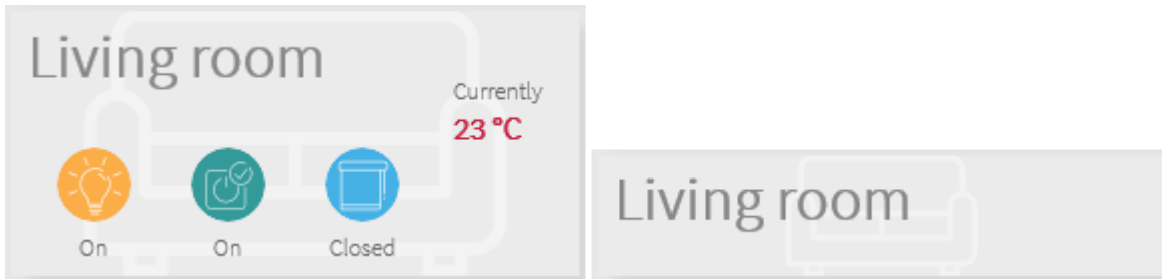 Living room
Currently
23 °C
On
On
Closed
Living room